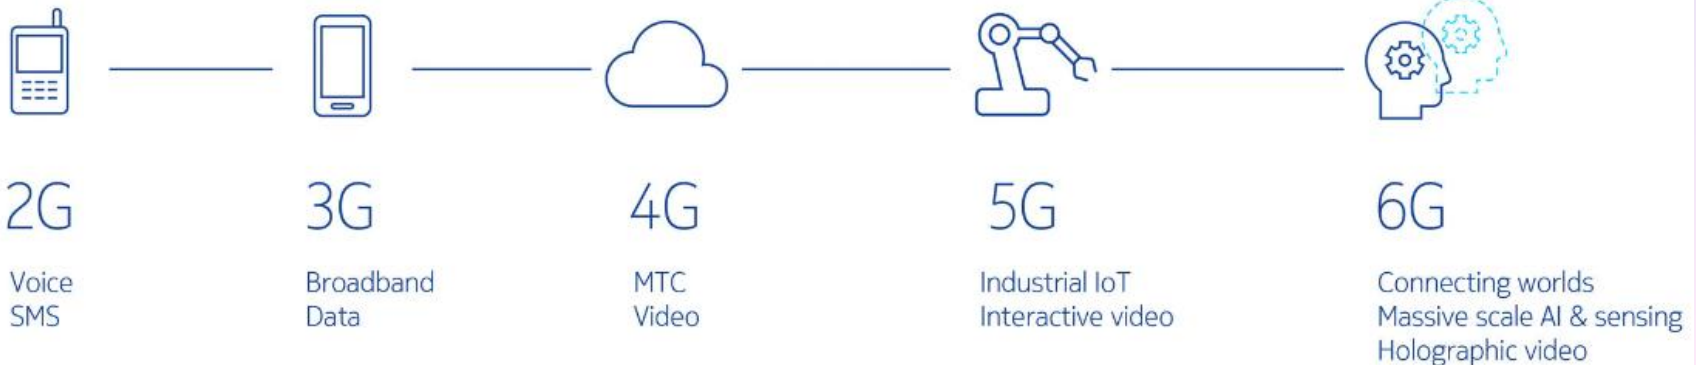 2G
Voice
SMS
3G
Broadband
Data
4G
MTC
Video
5G
Industrial IoT
Interactive video
6G
Connecting worlds
Massive scale AI & sensing
Holographic video